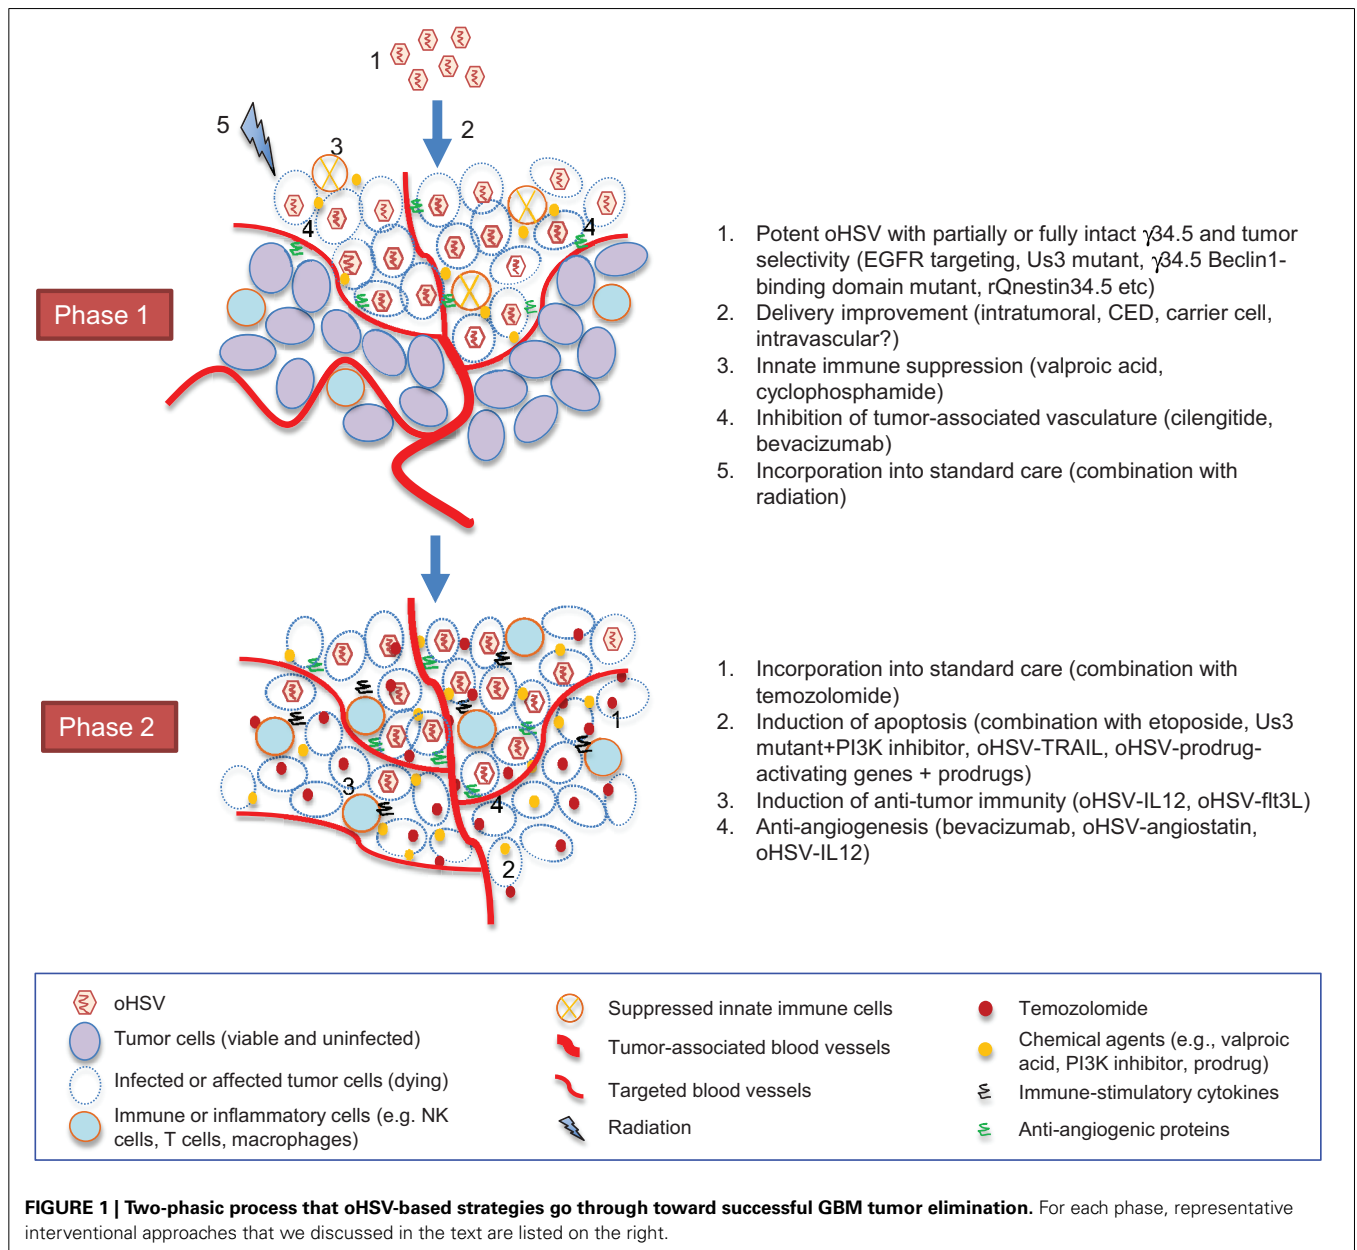 1
5
3
2
4
4
Phase 1
1. Potent oHSV with partially or fully intact γ34.5 and tumor
selectivity (EGFR targeting, Us3 mutant, γ34.5 Beclin1-
binding domain mutant, rQnestin34.5 etc)
2. Delivery improvement (intratumoral, CED, carrier cell,
intravascular?)
3. Innate immune suppression (valproic acid,
cyclophosphamide)
4. Inhibition of tumor-associated vasculature (cilengitide,
bevacizumab)
5. Incorporation into standard care (combination with
radiation)
Phase 2
1
3
4
2
1. Incorporation into standard care (combination with
temozolomide)
2. Induction of apoptosis (combination with etoposide, Us3
mutant+PI3K inhibitor, oHSV-TRAIL, oHSV-prodrug-
activating genes + prodrugs)
3. Induction of anti-tumor immunity (oHSV-IL12, oHSV-flt3L)
4. Anti-angiogenesis (bevacizumab, oHSV-angiostatin,
oHSV-IL12)
oHSV
Tumor cells (viable and uninfected)
Infected or affected tumor cells (dying)
Immune or inflammatory cells (e.g. NK
cells, T cells, macrophages)
Suppressed innate immune cells
Tumor-associated blood vessels
Targeted blood vessels
Radiation
Temozolomide
Chemical agents (e.g., valproic
acid, PI3K inhibitor, prodrug)
Immune-stimulatory cytokines
Anti-angiogenic proteins
FIGURE 1 | Two-phasic process that oHSV-based strategies go through toward successful GBM tumor elimination. For each phase, representative
interventional approaches that we discussed in the text are listed on the right.